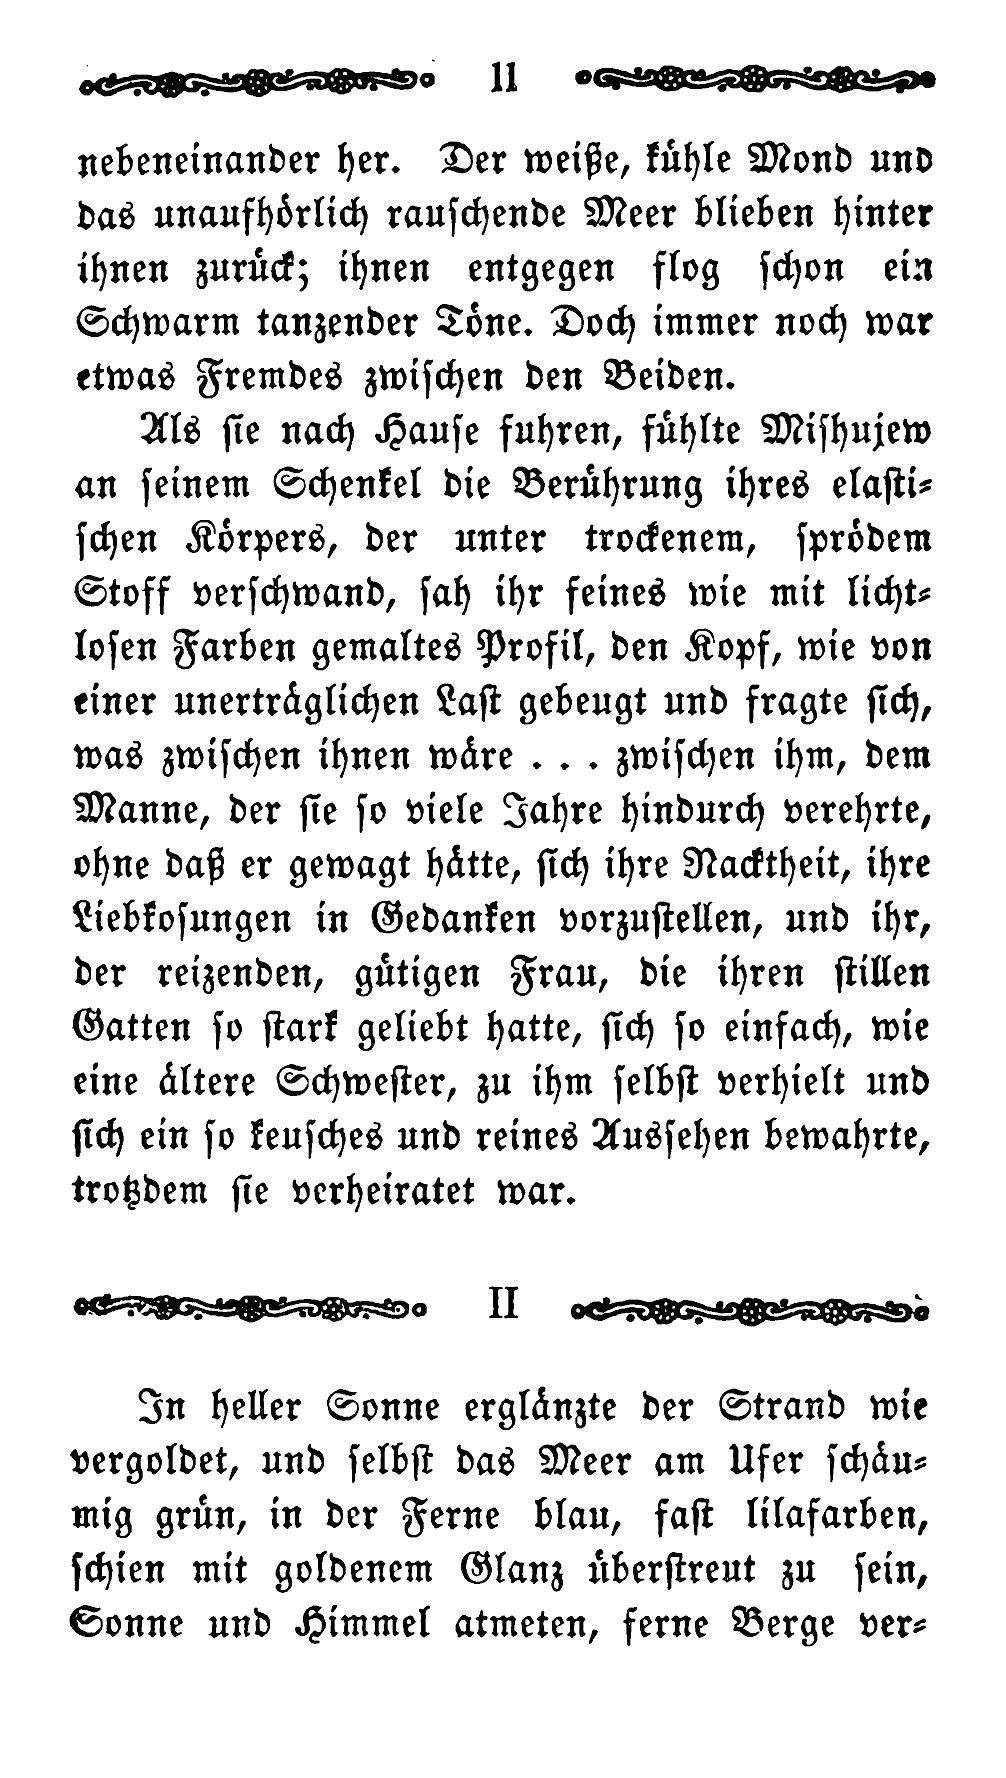 11
nebeneinander her. Der weiße, kühle Mond und
das unaufhörlich rauschende Meer blieben hinter
ihnen zurück; ihnen entgegen flog schon ein
Schwarm tanzender Töne. Doch immer noch war
etwas Fremdes zwischen den Beiden.
Als sie nach Hause fuhren, fühlte Mishujew
an seinem Schenkel die Berührung ihres elasti-
schen Körpers, der unter trockenem, sprödem
Stoff verschwand, sah ihr feines wie mit licht-
losen Farben gemaltes Profil, den Kopf, wie von
einer unerträglichen Last gebeugt und fragte sich,
was zwischen ihnen wäre . . . zwischen ihm, dem
Manne, der sie so viele Jahre hindurch verehrte,
ohne daß er gewagt hätte, sich ihre Nacktheit, ihre
Liebkosungen in Gedanken vorzustellen, und ihr,
der reizenden, gütigen Frau, die ihren stillen
Gatten so stark geliebt hatte, sich so einfach, wie
eine ältere Schwester, zu ihm selbst verhielt und
sich ein so keusches und reines Aussehen bewahrte,
trotzdem sie verheiratet war.
II
In heller Sonne erglänzte der Strand wie
vergoldet, und selbst das Meer am Ufer schäu-
mig grün, in der Ferne blau, fast lilafarben,
schien mit goldenem Glanz überstreut zu sein,
Sonne und Himmel atmeten, ferne Berge ver-